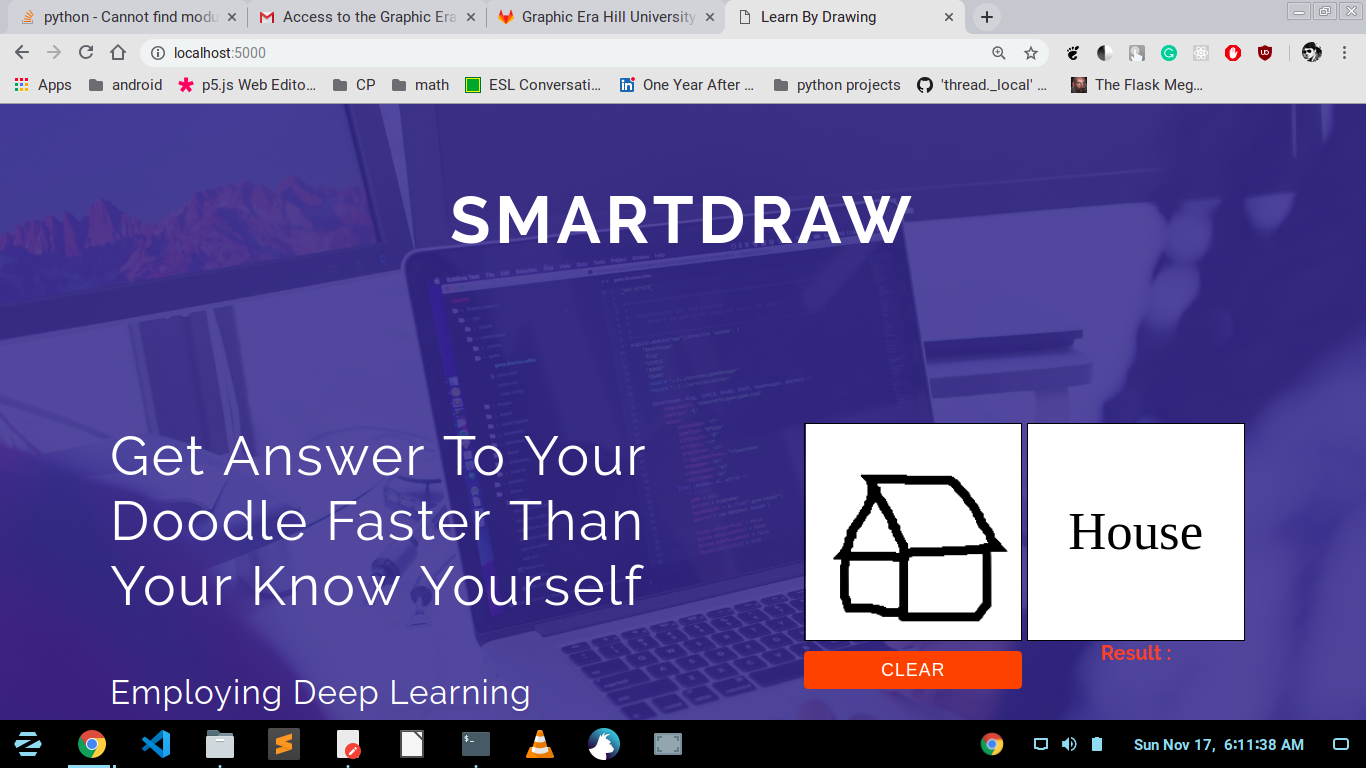 python - Cannot find modu
Access to the Graphic Era
Graphic Era Hill University
Learn By Drawing
localhost:5000
Apps
android
p5.js Web Edito...
CP
math
ESL Conversati...
One Year After ...
python projects
'thread._local' ...
The Flask Meg...
SMARTDRAW
Get Answer To Your
Doodle Faster Than
Your Know Yourself
Employing Deep Learning
House
Result :
CLEAR
Sun Nov 17, 6:11:38 AM